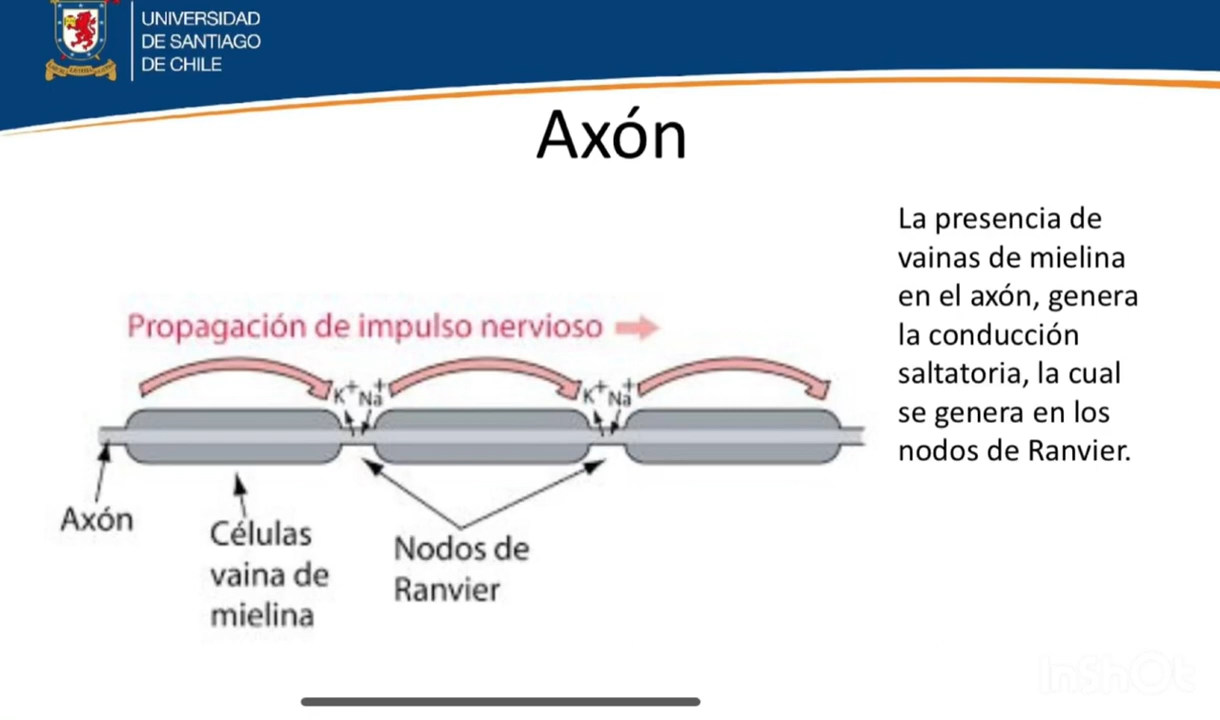 UNIVERSIDAD
DE SANTIAGO
DE CHILE
Axón
La presencia de
vainas de mielina
en el axón, genera
la conducción
saltatoria, la cual
se genera en los
nodos de Ranvier.
Propagación de impulso nervioso
K+ Na+
K+ Na+
Axón
Células
vaina de
mielina
Nodos de
Ranvier
InShOt